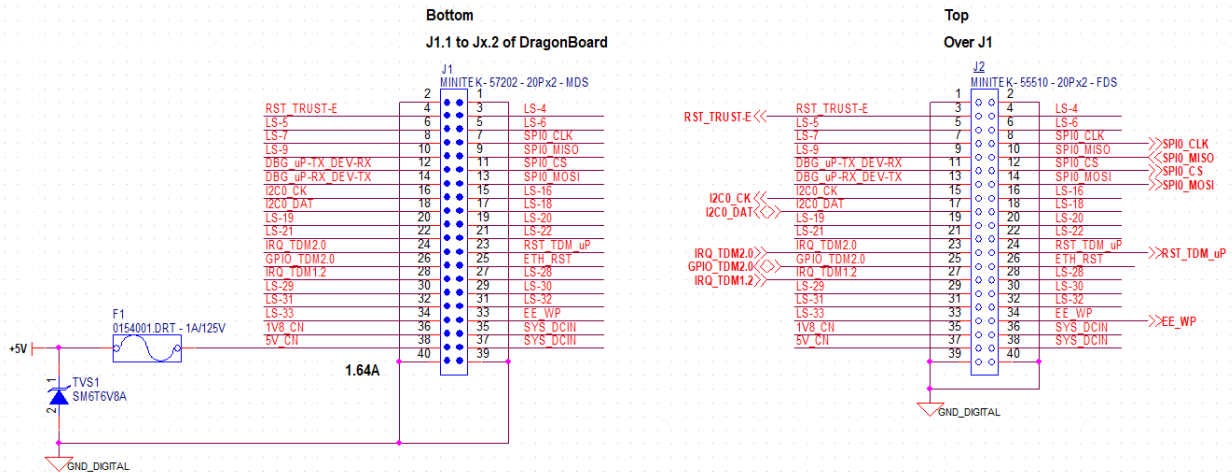 Bottom
J1.1 to Jx.2 of DragonBoard
J1
MINITEK- 57202 - 20Px2 - MDS
2 1
RST_TRUST-E 4 3 LS-4
LS-5 6 5 LS-6
LS-7 8 7 SPI0_CLK
LS-9 10 9 SPI0_MISO
DBG_uP-TX_DEV-RX 12 11 SPI0_CS
DBG_uP-RX_DEV-TX 14 13 SPI0_MOSI
I2C0_CK 16 15 LS-16
I2C0_DAT 18 17 LS-18
LS-19 20 19 LS-20
LS-21 22 21 LS-22
IRQ_TDM2.0 24 23 RST_TDM_uP
GPIO_TDM2.0 26 25 ETH_RST
IRQ_TDM1.2 28 27 LS-28
LS-29 30 29 LS-30
LS-31 32 31 LS-32
LS-33 34 33 EE_WP
1V8_CN 36 35 SYS_DCIN
5V_CN 38 37 SYS_DCIN
40 39
1.64A
F1
0154001.DRT - 1A/125V
+5V
1
TVS1
SM6T6V8A
2
GND_DIGITAL
Top
Over J1
J2
MINITEK - 55510 - 20Px2 - FDS
1 2
RST_TRUST-E RST_TRUST-E 3 4 LS-4
LS-5 5 6 LS-6
LS-7 7 8 SPI0_CLK SPI0_CLK
LS-9 9 10 SPI0_MISO SPI0_MISO
DBG_uP-TX_DEV-RX 11 12 SPI0_CS SPI0_CS
DBG_uP-RX_DEV-TX 13 14 SPI0_MOSI SPI0_MOSI
I2C0_CK I2C0_CK 15 16 LS-16
I2C0_DAT I2C0_DAT 17 18 LS-18
LS-19 19 20 LS-20
LS-21 21 22 LS-22
IRQ_TDM2.0 IRQ_TDM2.0 23 24 RST_TDM_uP RST_TDM_uP
GPIO_TDM2.0 GPIO_TDM2.0 25 26 ETH_RST
IRQ_TDM1.2 IRQ_TDM1.2 27 28 LS-28
LS-29 29 30 LS-30
LS-31 31 32 LS-32
LS-33 33 34 EE_WP EE_WP
1V8_CN 35 36 SYS_DCIN
5V_CN 37 38 SYS_DCIN
39 40
GND_DIGITAL